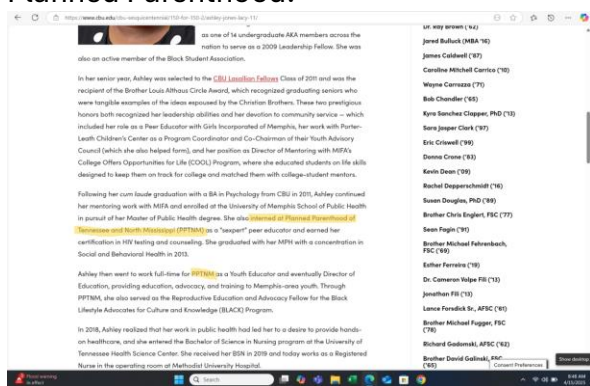 Planned Parenthood.
https://www.cbu.edu/cbu-sesquicentennial/150-for-150-2/ashley-jones-lacy-11/
as one of 14 undergraduate AKA members across the
nation to serve as a 2009 Leadership Fellow. She was
also an active member of the Black Student Association.
In her senior year, Ashley was selected to the CBU Lasallian Fellows Class of 2011 and was the
recipient of the Brother Louis Althaus Circle Award, which recognized graduating seniors who
were tangible examples of the ideas espoused by the Christian Brothers. These two prestigious
honors both recognized her leadership abilities and her devotion to community service — which
included her role as a Peer Educator with Girls Incorporated of Memphis, her work with Porter-
Leath Children's Center as a Program Coordinator and Co-Chairman of their Youth Advisory
Council (which she also helped form), and her position as Director of Mentoring with MIFA's
College Offers Opportunities for Life (COOL) Program, where she educated students on life skills
designed to keep them on track for college and matched them with college-student mentors.
Following her cum laude graduation with a BA in Psychology from CBU in 2011, Ashley continued
her mentoring work with MIFA and enrolled at the University of Memphis School of Public Health
in pursuit of her Master of Public Health degree. She also interned at Planned Parenthood of
Tennessee and North Mississippi (PPTNM) as a "sexpert" peer educator and earned her
certification in HIV testing and counseling. She graduated with her MPH with a concentration in
Social and Behavioral Health in 2013.
Ashley then went to work full-time for PPTNM as a Youth Educator and eventually Director of
Education, providing education, advocacy, and training to Memphis-area youth. Through
PPTNM, she also served as the Reproductive Education and Advocacy Fellow for the Black
Lifestyle Advocates for Culture and Knowledge (BLACK) Program.
In 2018, Ashley realized that her work in public health had led her to a desire to provide hands-
on healthcare, and she entered the Bachelor of Science in Nursing program at the University of
Tennessee Health Science Center. She received her BSN in 2019 and today works as a Registered
Nurse in the operating room at Methodist University Hospital.
Dr. Ray Brown ('62)
Jared Bulluck (MBA '16)
James Caldwell ('67)
Caroline Mitchell Carrico ('10)
Wayne Carrozza ('71)
Bob Chandler ('65)
Kyra Sanchez Clapper, PhD ('13)
Sara Jasper Clark ('97)
Eric Criswell ('99)
Donna Crone ('83)
Kevin Dean ('09)
Rachel Depperschmidt ('16)
Susan Douglas, PhD ('89)
Brother Chris Englert, FSC ('77)
Sean Fagin ('91)
Brother Michael Fehrenbach,
FSC ('69)
Esther Ferreira ('19)
Dr. Cameron Volpe Fill ('13)
Jonathan Fill ('13)
Lance Forsdick Sr., AFSC ('61)
Brother Michael Fugger, FSC
('78)
Richard Gadomski, AFSC ('62)
Brother David Galinski, FSC
('65)
Consent Preferences
Show desktop
Search
8:48 AM